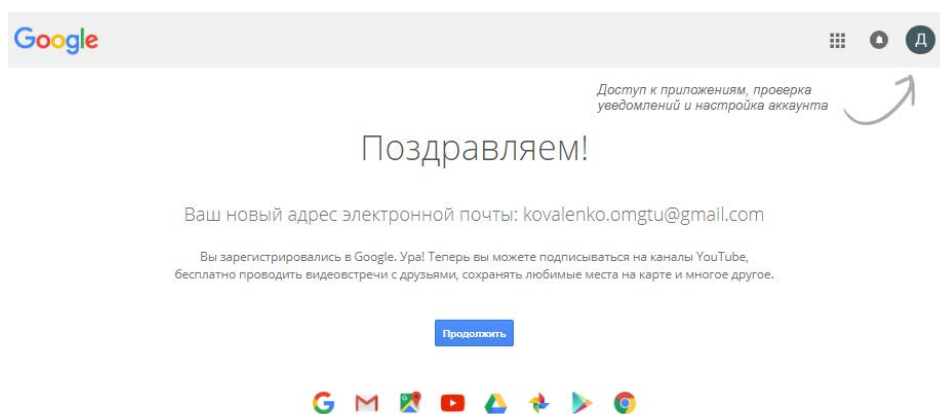 Google
Д
Доступ к приложениям, проверка
уведомлений и настройка аккаунта
Поздравляем!
Ваш новый адрес электронной почты: kovalenko.omgtu@gmail.com
Вы зарегистрировались в Google. Ура! Теперь вы можете подписываться на каналы YouTube,
бесплатно проводить видеовстречи с друзьями, сохранять любимые места на карте и многое другое.
Продолжить